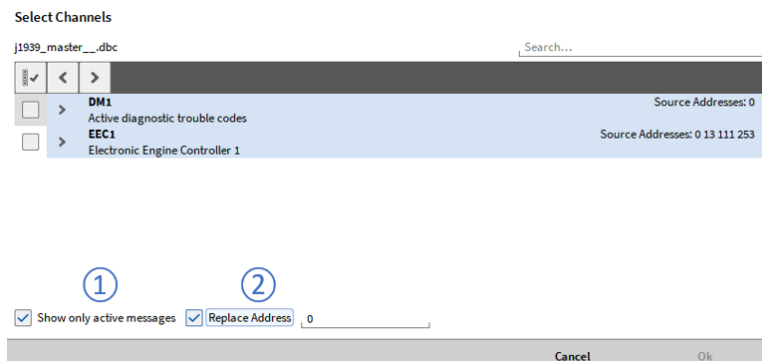 Select Channels
j1939_master__.dbc
Search...
DM1
Source Addresses: 0
Active diagnostic trouble codes
EEC1
Source Addresses: 0 13 111 253
Electronic Engine Controller 1
1
2
Show only active messages
Replace Address
0
Cancel
Ok